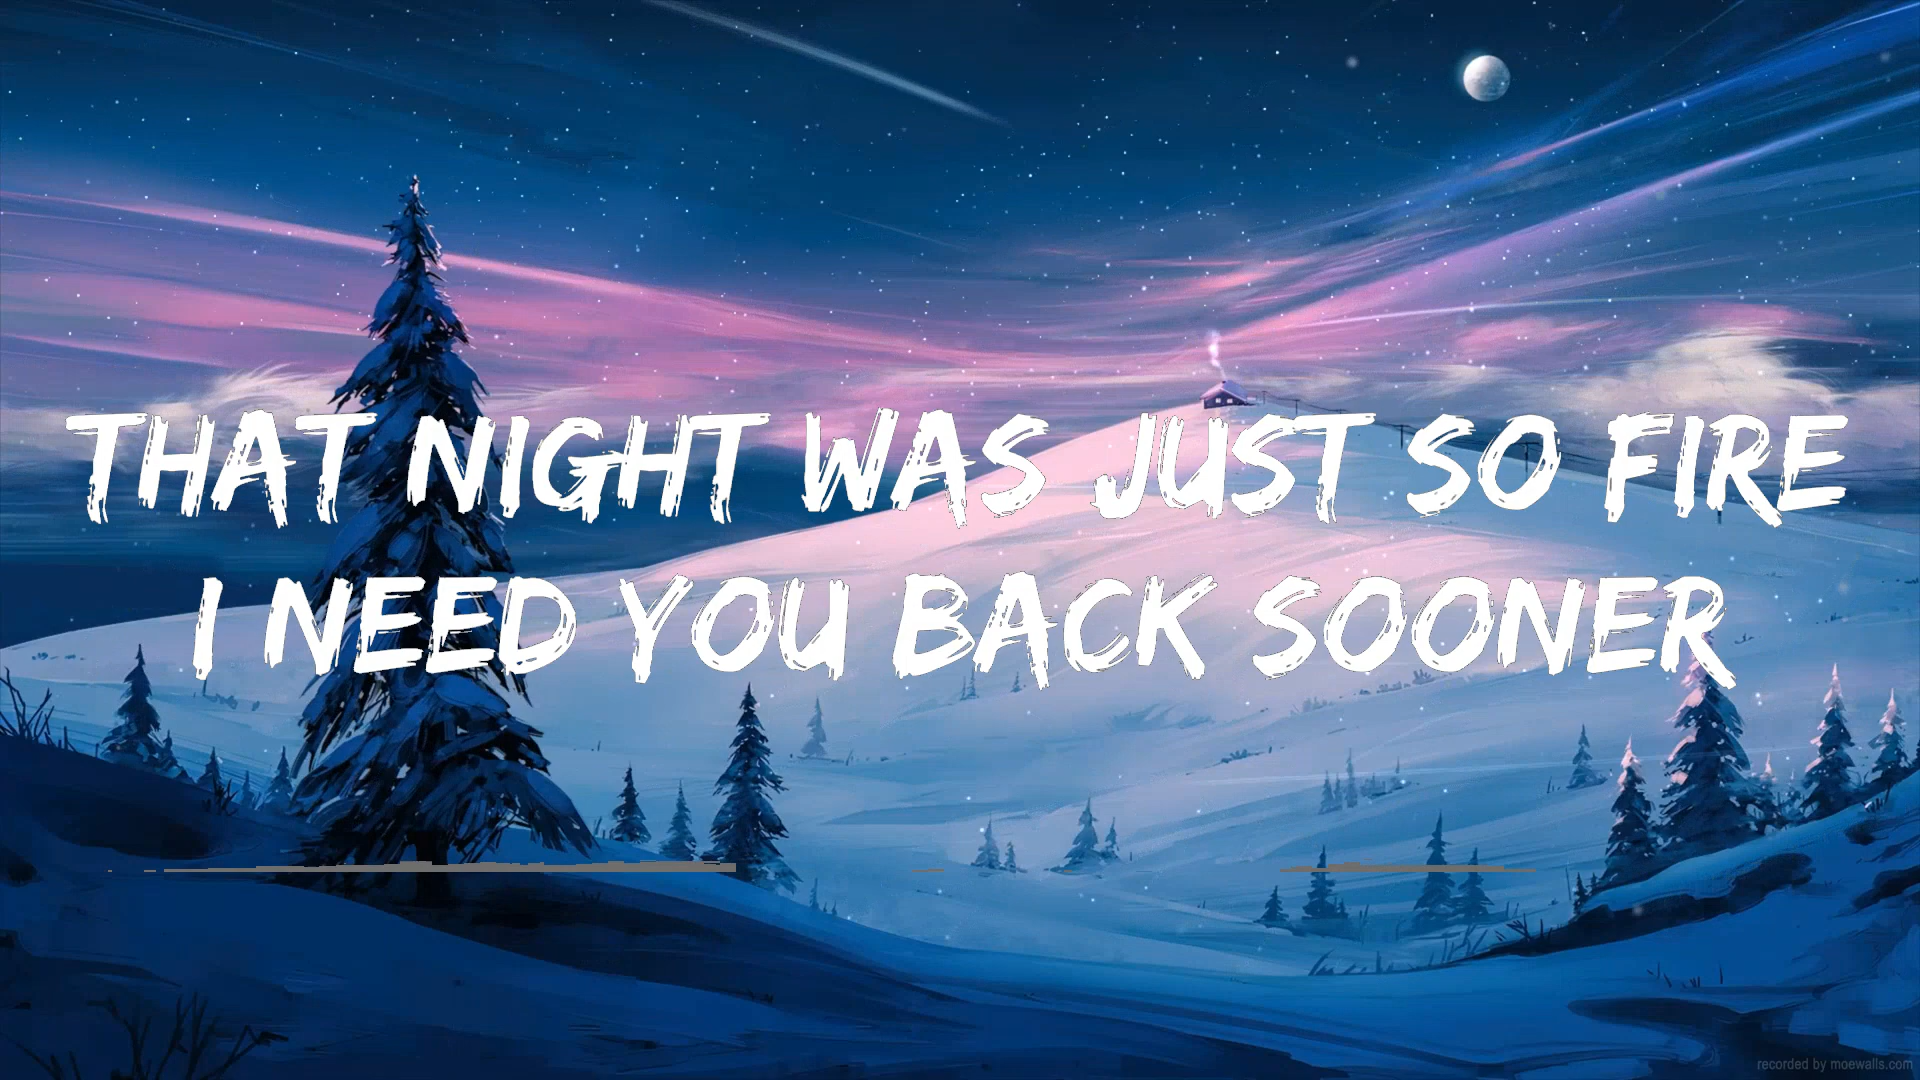 THAT NIGHT WAS JUST SO FIRE
I NEED YOU BACK SOONER
recorded by moewalls.com